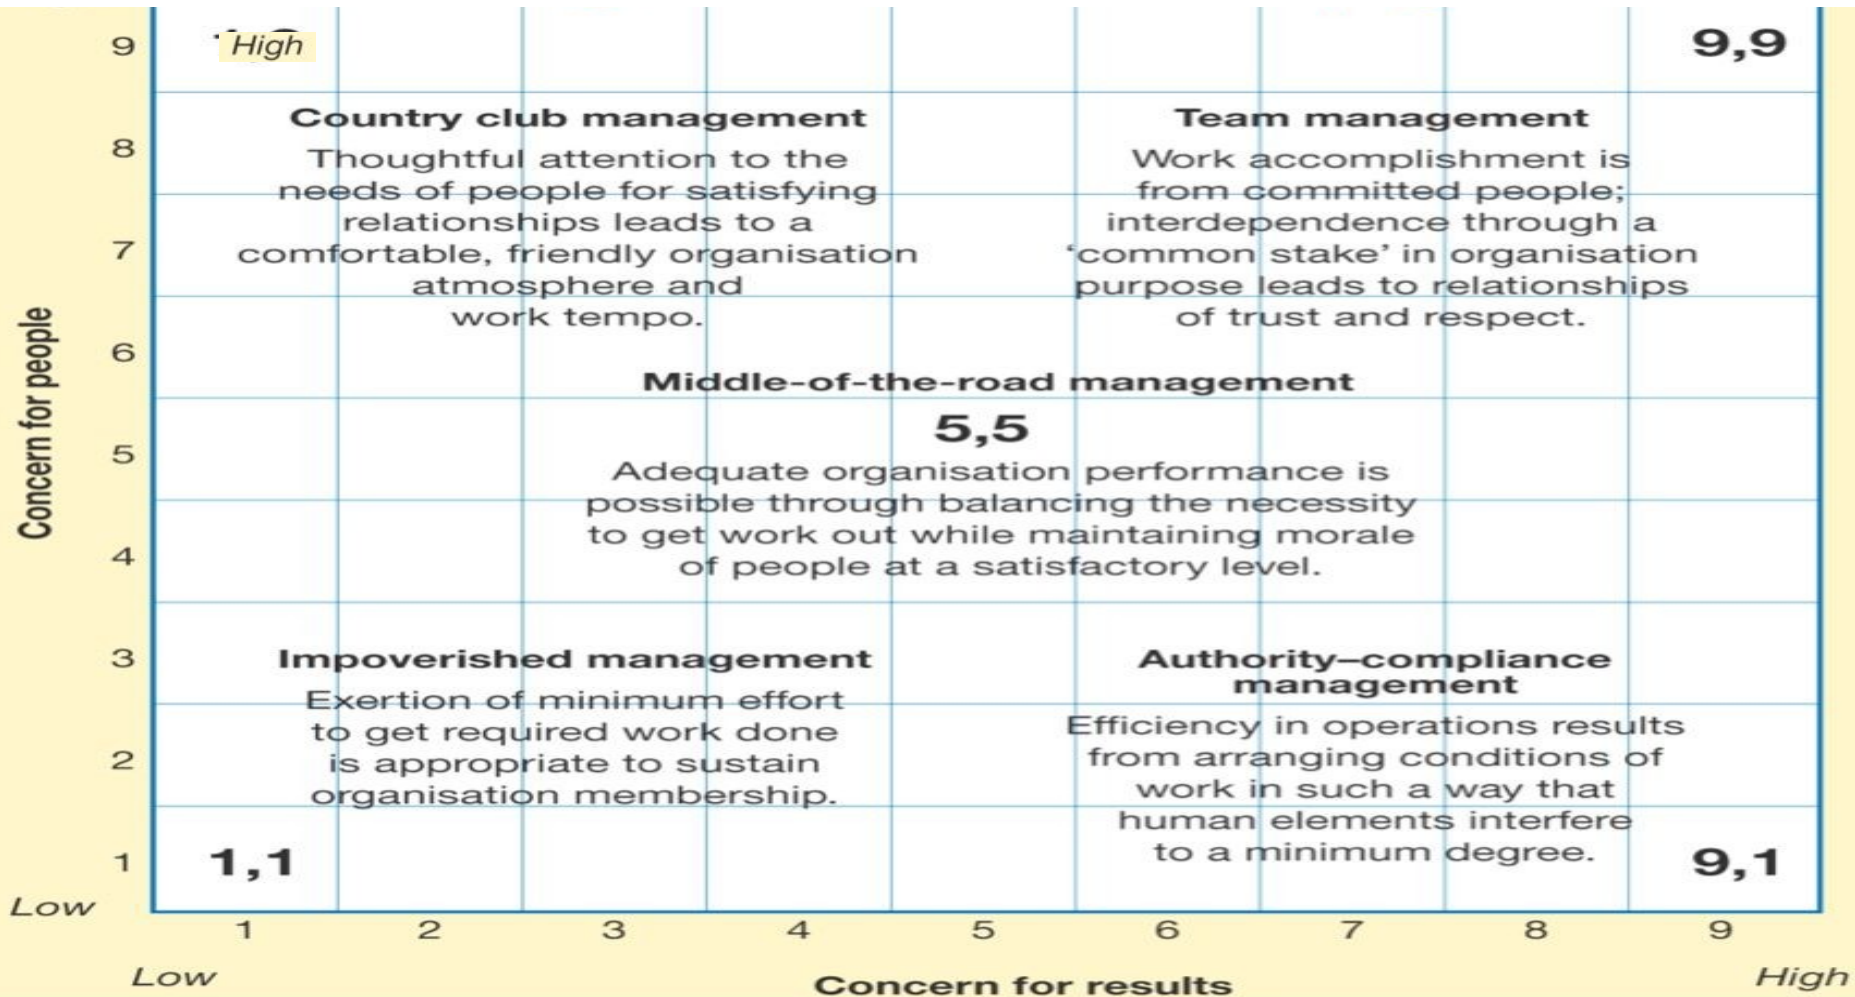 9
High
9,9
Country club management
Thoughtful attention to the
needs of people for satisfying
relationships leads to a
comfortable, friendly organisation
atmosphere and
work tempo.
Team management
Work accomplishment is
from committed people;
interdependence through a
‘common stake’ in organisation
purpose leads to relationships
of trust and respect.
8
7
6
Concern for people
Middle-of-the-road management
5,5
Adequate organisation performance is
possible through balancing the necessity
to get work out while maintaining morale
of people at a satisfactory level.
5
4
3
Impoverished management
Exertion of minimum effort
to get required work done
is appropriate to sustain
organisation membership.
Authority–compliance
management
Efficiency in operations results
from arranging conditions of
work in such a way that
human elements interfere
to a minimum degree.
2
1
1,1
9,1
Low
1 2 3 4 5 6 7 8 9
Low
Concern for results
High